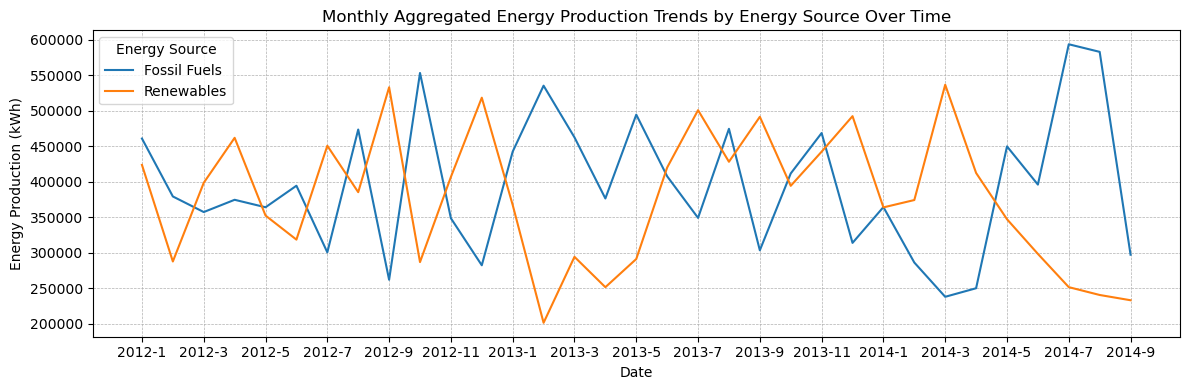 Monthly Aggregated Energy Production Trends by Energy Source Over Time
600000
550000
500000
450000
400000
350000
300000
250000
200000
Energy Production (kWh)
Energy Source
Fossil Fuels
Renewables
2012-1 2012-3 2012-5 2012-7 2012-9 2012-11 2013-1 2013-3 2013-5 2013-7 2013-9 2013-11 2014-1 2014-3 2014-5 2014-7 2014-9
Date